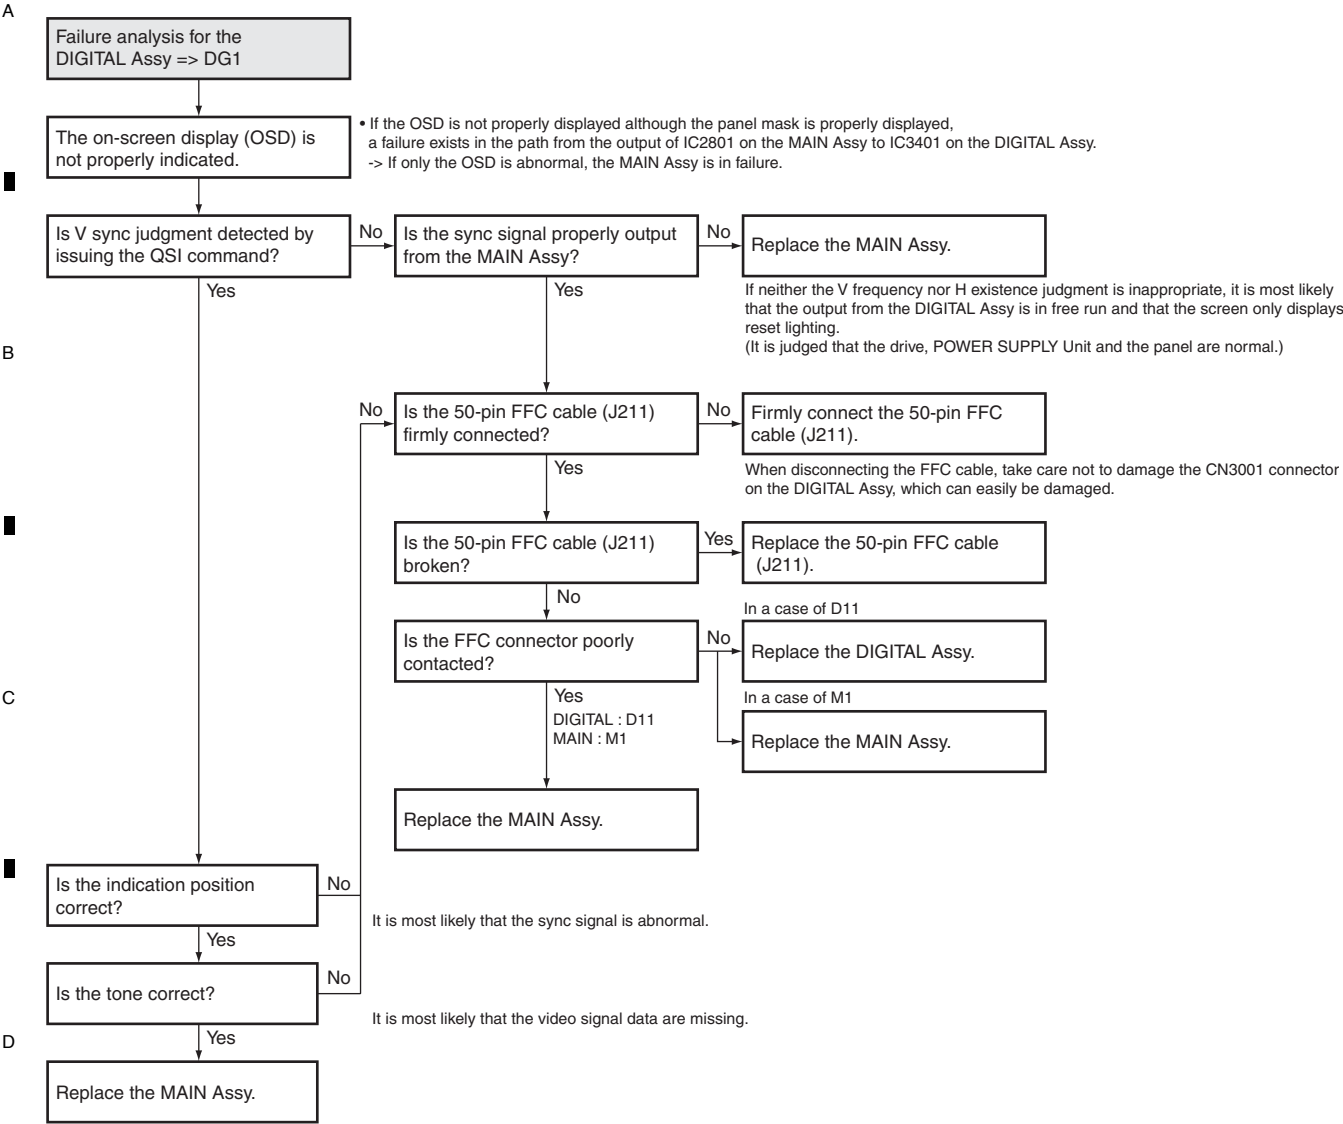 A
Failure analysis for the
DIGITAL Assy => DG1
The on-screen display (OSD) is
not properly indicated.
• If the OSD is not properly displayed although the panel mask is properly displayed,
a failure exists in the path from the output of IC2801 on the MAIN Assy to IC3401 on the DIGITAL Assy.
-> If only the OSD is abnormal, the MAIN Assy is in failure.
Is V sync judgment detected by
issuing the QSI command?
No
Is the sync signal properly output
from the MAIN Assy?
No
Replace the MAIN Assy.
Yes
Yes
If neither the V frequency nor H existence judgment is inappropriate, it is most likely
that the output from the DIGITAL Assy is in free run and that the screen only displays
reset lighting.
(It is judged that the drive, POWER SUPPLY Unit and the panel are normal.)
B
No
Is the 50-pin FFC cable (J211)
firmly connected?
No
Firmly connect the 50-pin FFC
cable (J211).
Yes
When disconnecting the FFC cable, take care not to damage the CN3001 connector
on the DIGITAL Assy, which can easily be damaged.
Is the 50-pin FFC cable (J211)
broken?
Yes
Replace the 50-pin FFC cable
(J211).
No
In a case of D11
Is the FFC connector poorly
contacted?
No
Replace the DIGITAL Assy.
C
Yes
DIGITAL : D11
MAIN : M1
In a case of M1
Replace the MAIN Assy.
Replace the MAIN Assy.
Is the indication position
correct?
No
It is most likely that the sync signal is abnormal.
Yes
Is the tone correct?
No
It is most likely that the video signal data are missing.
D
Yes
Replace the MAIN Assy.